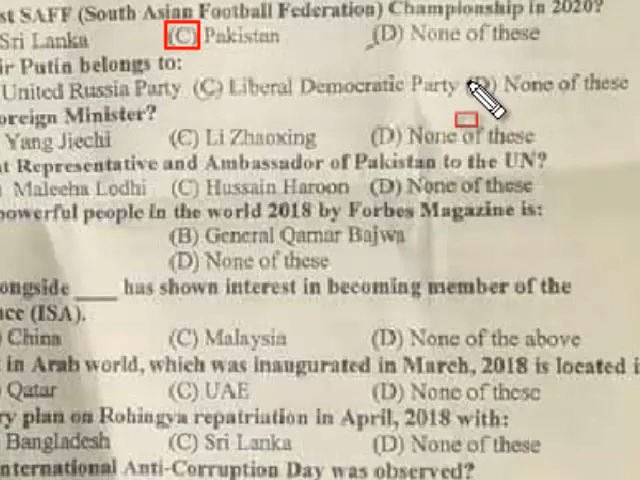 st SAFF (South Asian Football Federation) Championship in 2020?
Sri Lanka (C) Pakistan (D) None of these
ir Putin belongs to:
United Russia Party (C) Liberal Democratic Party (D) None of these
oreign Minister?
Yang Jiechi (C) Li Zhaoxing (D) None of these
t Representative and Ambassador of Pakistan to the UN?
) Maleeha Lodhi (C) Hussain Haroon (D) None of these
powerful people in the world 2018 by Forbes Magazine is:
(B) General Qamar Bajwa
(D) None of these
ongside ____ has shown interest in becoming member of the
nce (ISA).
) China (C) Malaysia (D) None of the above
t in Arab world, which was inaugurated in March, 2018 is located i
Qatar (C) UAE (D) None of these
ry plan on Rohingya repatriation in April, 2018 with:
Bangladesh (C) Sri Lanka (D) None of these
nternational Anti-Corruption Day was observed?